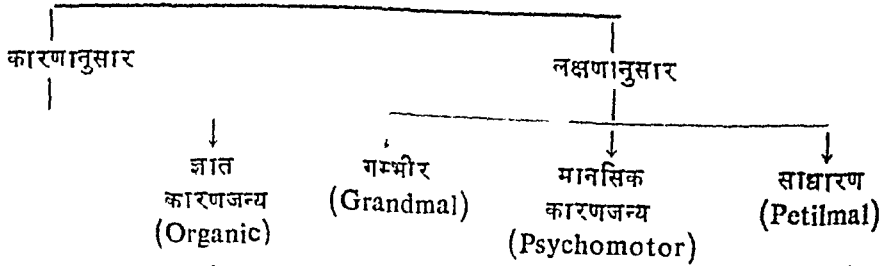 कारणानुसार लक्षणानुसार
ज्ञात गम्भीर मानसिक साधारण
कारणजन्य (Grandmal) कारणजन्य (Petilmal)
(Organic) (Psychomotor)